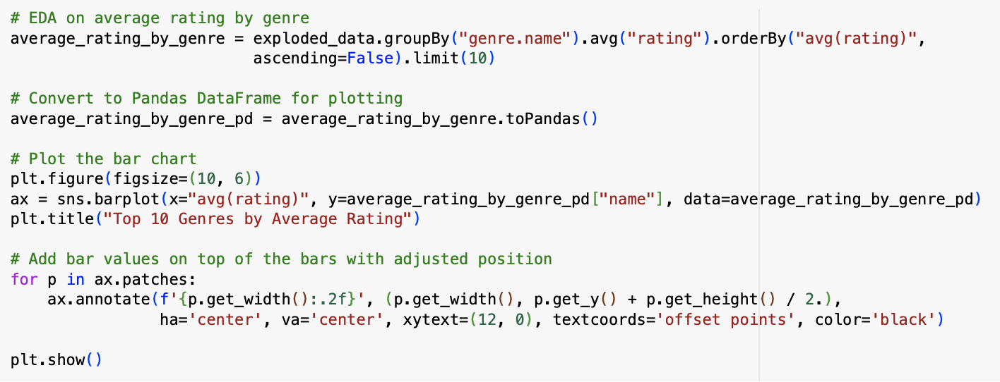 # EDA on average rating by genre
average_rating_by_genre = exploded_data.groupBy("genre.name").avg("rating").orderBy("avg(rating)",
                          ascending=False).limit(10)

# Convert to Pandas DataFrame for plotting
average_rating_by_genre_pd = average_rating_by_genre.toPandas()

# Plot the bar chart
plt.figure(figsize=(10, 6))
ax = sns.barplot(x="avg(rating)", y=average_rating_by_genre_pd["name"], data=average_rating_by_genre_pd)
plt.title("Top 10 Genres by Average Rating")

# Add bar values on top of the bars with adjusted position
for p in ax.patches:
    ax.annotate(f'{p.get_width():.2f}', (p.get_width(), p.get_y() + p.get_height() / 2.),
                ha='center', va='center', xytext=(12, 0), textcoords='offset points', color='black')

plt.show()